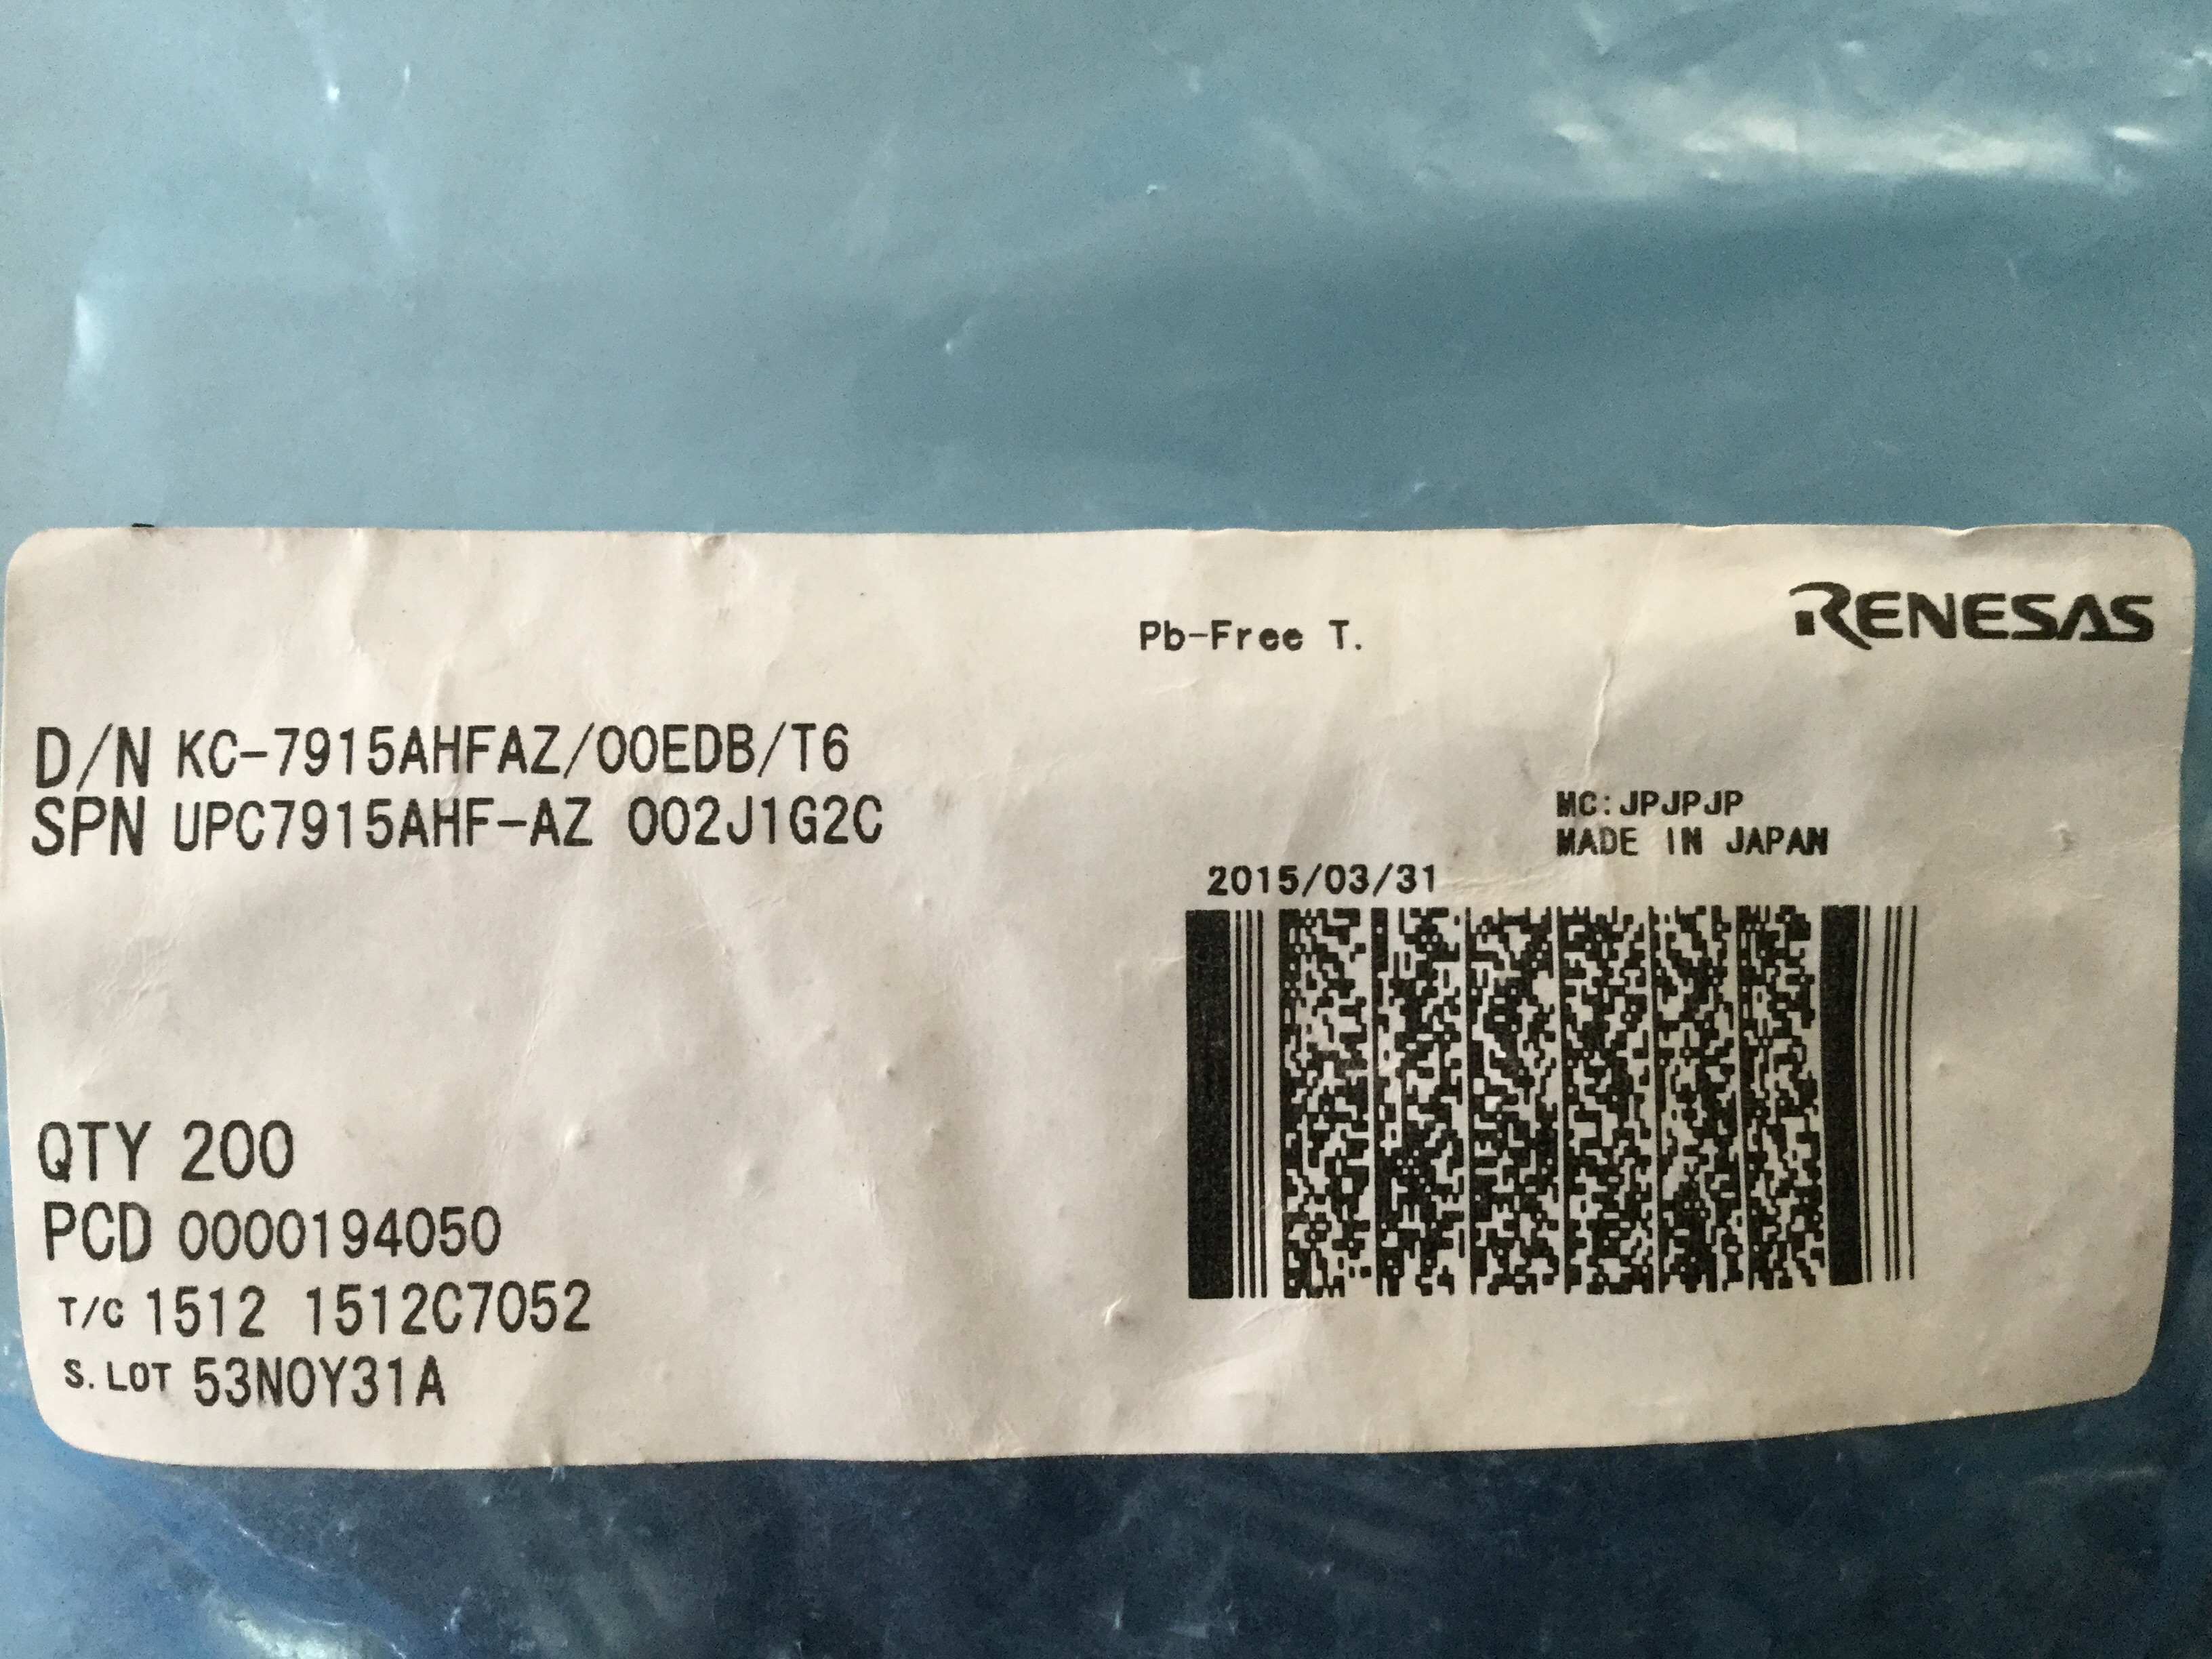 RENESAS
Pb-Free T.
D/N KC-7915AHFAZ/00EDB/T6
SPN UPC7915AHF-AZ 002J1G2C
MC:JPJPJP
MADE IN JAPAN
2015/03/31
QTY 200
PCD 0000194050
T/C 1512 1512C7052
S.LOT 53N0Y31A